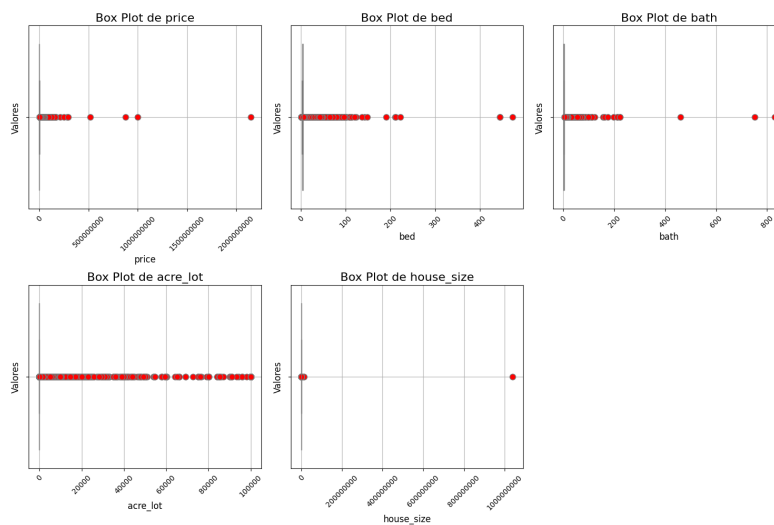 Box Plot de price
Valores
0
500000000
1000000000
1500000000
2000000000
price
Box Plot de bed
Valores
0
100
200
300
400
bed
Box Plot de bath
Valores
0
200
400
600
800
bath
Box Plot de acre_lot
Valores
0
20000
40000
60000
80000
100000
acre_lot
Box Plot de house_size
Valores
0
200000000
400000000
600000000
800000000
1000000000
house_size